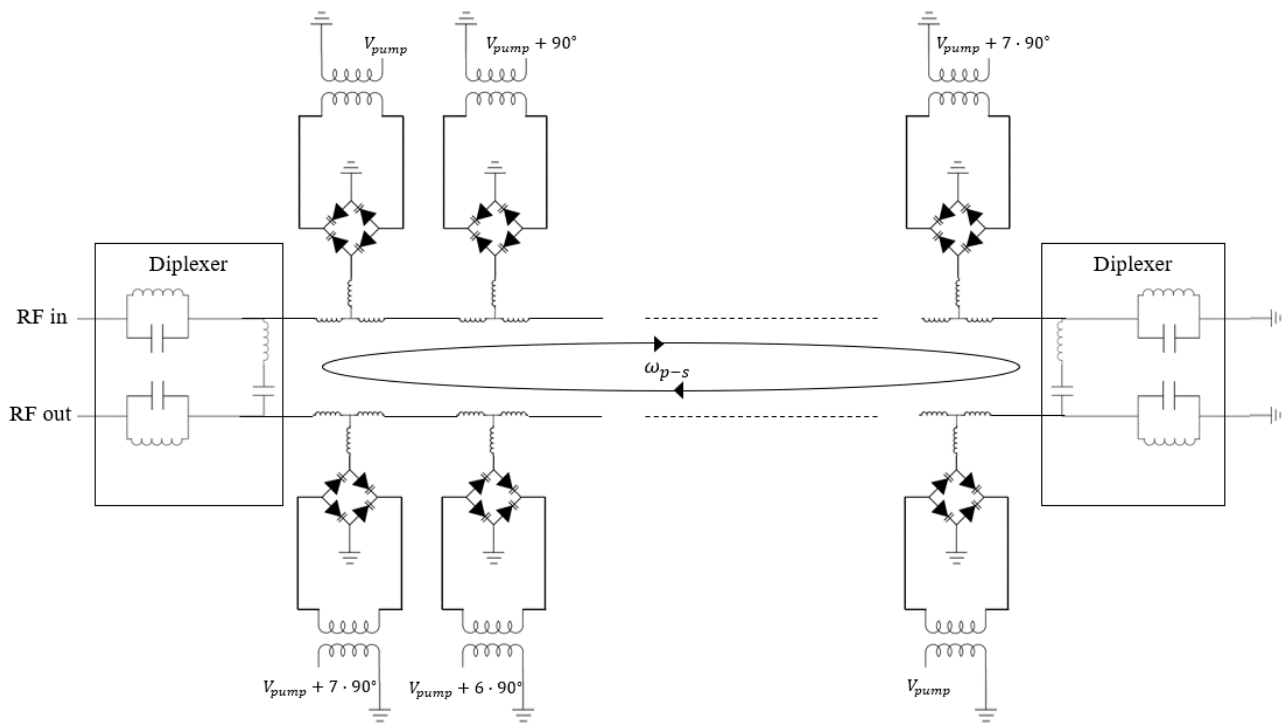 V_pump
V_pump + 90°
V_pump + 7 · 90°
Diplexer
Diplexer
RF in
ω_p−s
RF out
V_pump + 7 · 90°
V_pump + 6 · 90°
V_pump